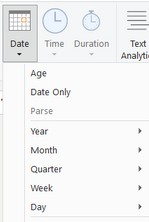 Date
Time
Duration
Text
Analytic
Age
Date Only
Parse
Year
Month
Quarter
Week
Day